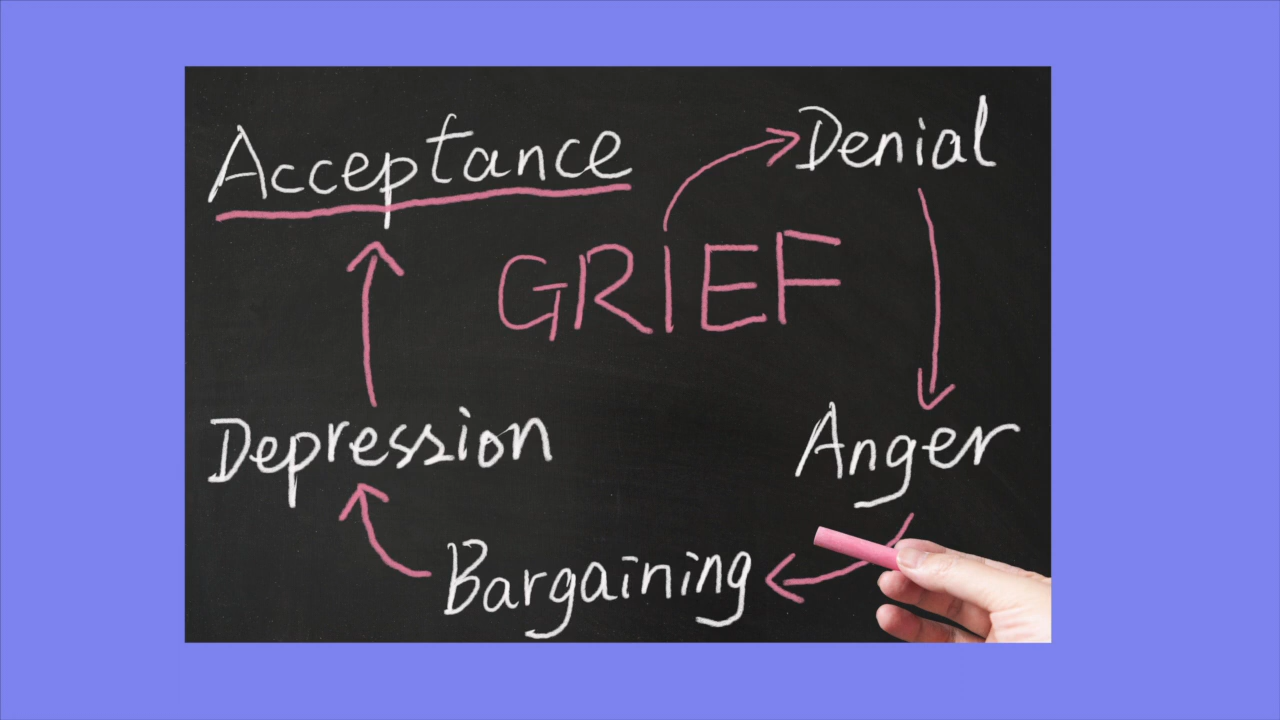 Acceptance
Denial
GRIEF
Depression
Anger
Bargaining